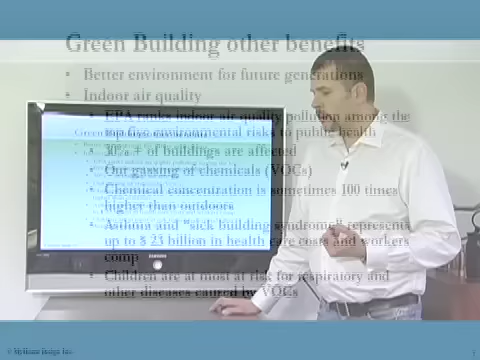 Green Building other benefits
• Better environment for future generations
• Indoor air quality
• EPA ranks indoor air quality pollution among the
top five environmental risks to public health
• 30% + of buildings are affected
• Out gassing of chemicals (VOCs)
• Chemical concentration is sometimes 100 times
higher than outdoors
• Asthma and "sick building syndrome" represents
up to $ 23 billion in health care costs and workers
comp
• Children are at most at risk for respiratory and
other diseases caused by VOCs
SAMSUNG